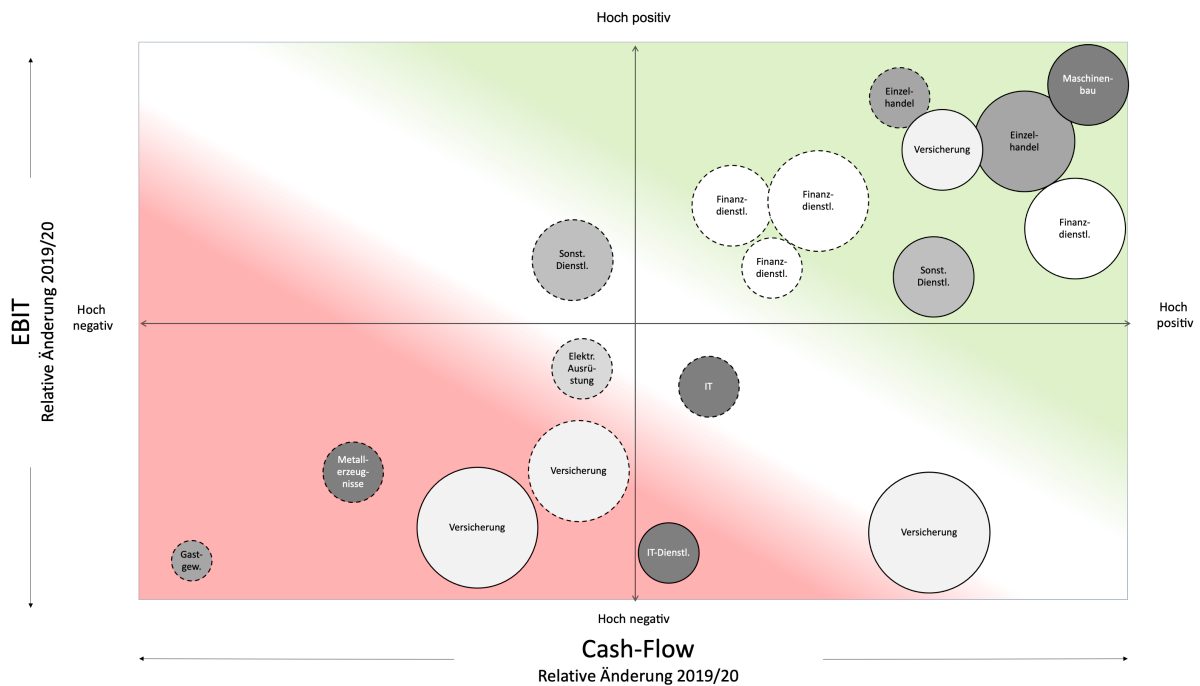 Hoch positiv
Maschinen-
bau
Einzel-
handel
Einzel-
handel
Versicherung
Finanz-
dienstl.
Finanz-
dienstl.
Finanz-
dienstl.
Sonst.
Dienstl.
Finanz-
dienstl.
Sonst.
Dienstl.
EBIT
Relative Änderung 2019/20
Hoch
negativ
Hoch
positiv
Elektr.
Ausrü-
stung
IT
Metall-
erzeug-
nisse
Versicherung
Versicherung
Versicherung
Gast-
gew.
IT-Dienstl.
Hoch negativ
Cash-Flow
Relative Änderung 2019/20